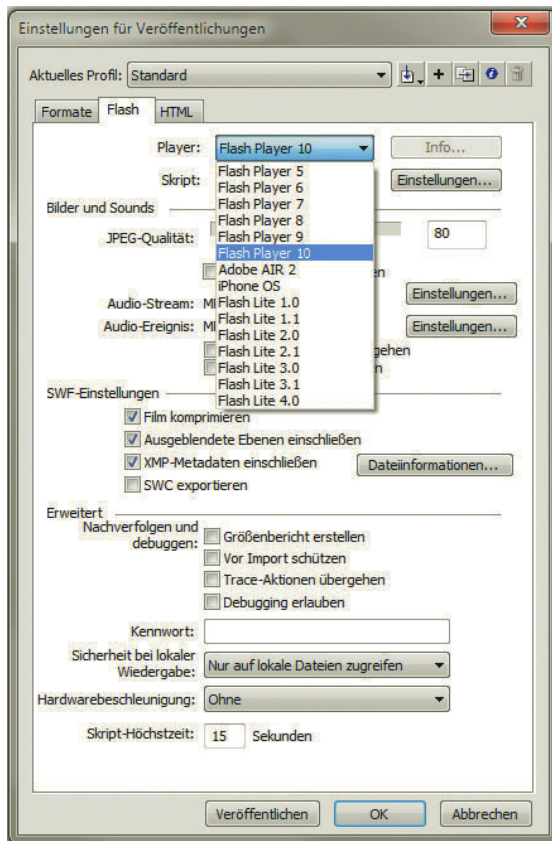 Einstellungen für Veröffentlichungen
Aktuelles Profil: Standard
Formate Flash HTML
Player: Flash Player 10 Info...
Skript: Einstellungen...
Flash Player 5
Flash Player 6
Flash Player 7
Flash Player 8
Flash Player 9
Flash Player 10
Adobe AIR 2
iPhone OS
Flash Lite 1.0
Flash Lite 1.1
Flash Lite 2.0
Flash Lite 2.1
Flash Lite 3.0
Flash Lite 3.1
Flash Lite 4.0
Bilder und Sounds
JPEG-Qualität: 80
en
Audio-Stream: M Einstellungen...
Audio-Ereignis: M Einstellungen...
gehen
n
SWF-Einstellungen
Film komprimieren
Ausgeblendete Ebenen einschließen
XMP-Metadaten einschließen Dateiinformationen...
SWC exportieren
Erweitert
Nachverfolgen und
debuggen:
Größenbericht erstellen
Vor Import schützen
Trace-Aktionen übergehen
Debugging erlauben
Kennwort:
Sicherheit bei lokaler
Wiedergabe: Nur auf lokale Dateien zugreifen
Hardwarebeschleunigung: Ohne
Skript-Höchstzeit: 15 Sekunden
Veröffentlichen OK Abbrechen